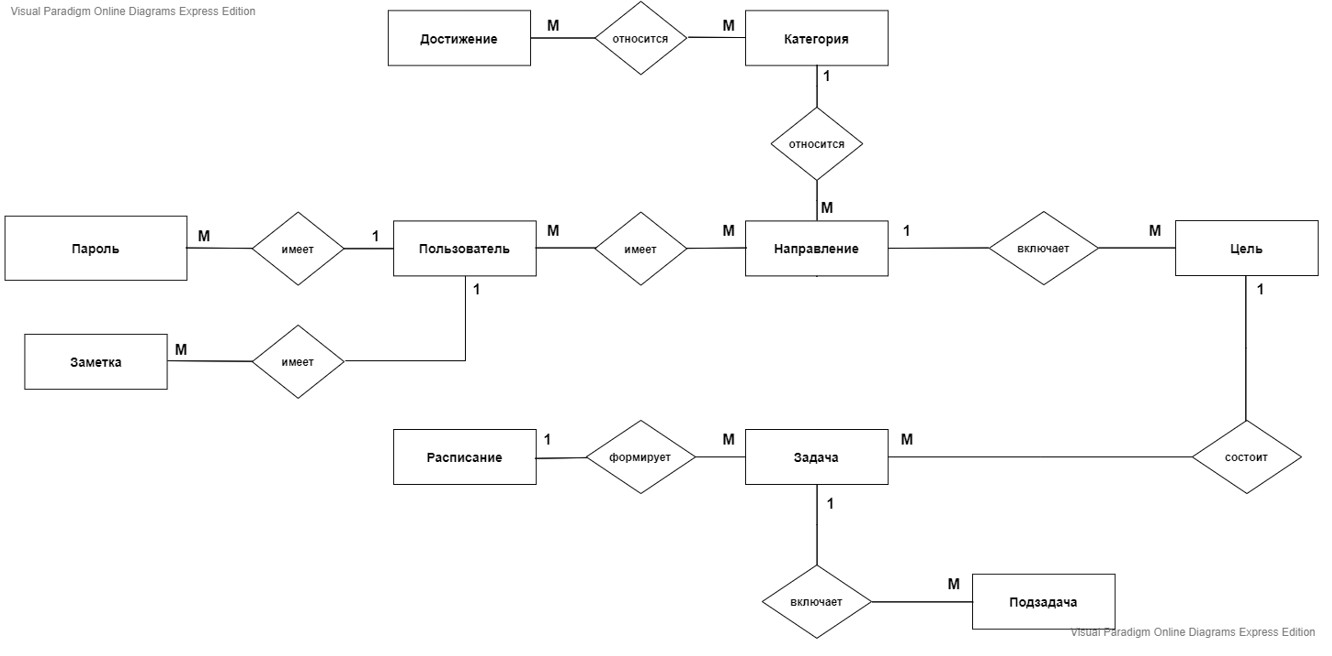 Visual Paradigm Online Diagrams Express Edition
Достижение
М
относится
М
Категория
1
относится
М
Пароль
М
имеет
1
Пользователь
М
имеет
М
Направление
1
включает
М
Цель
1
1
Заметка
М
имеет
Расписание
1
формирует
М
Задача
М
состоит
1
включает
М
Подзадача
Visual Paradigm Online Diagrams Express Edition